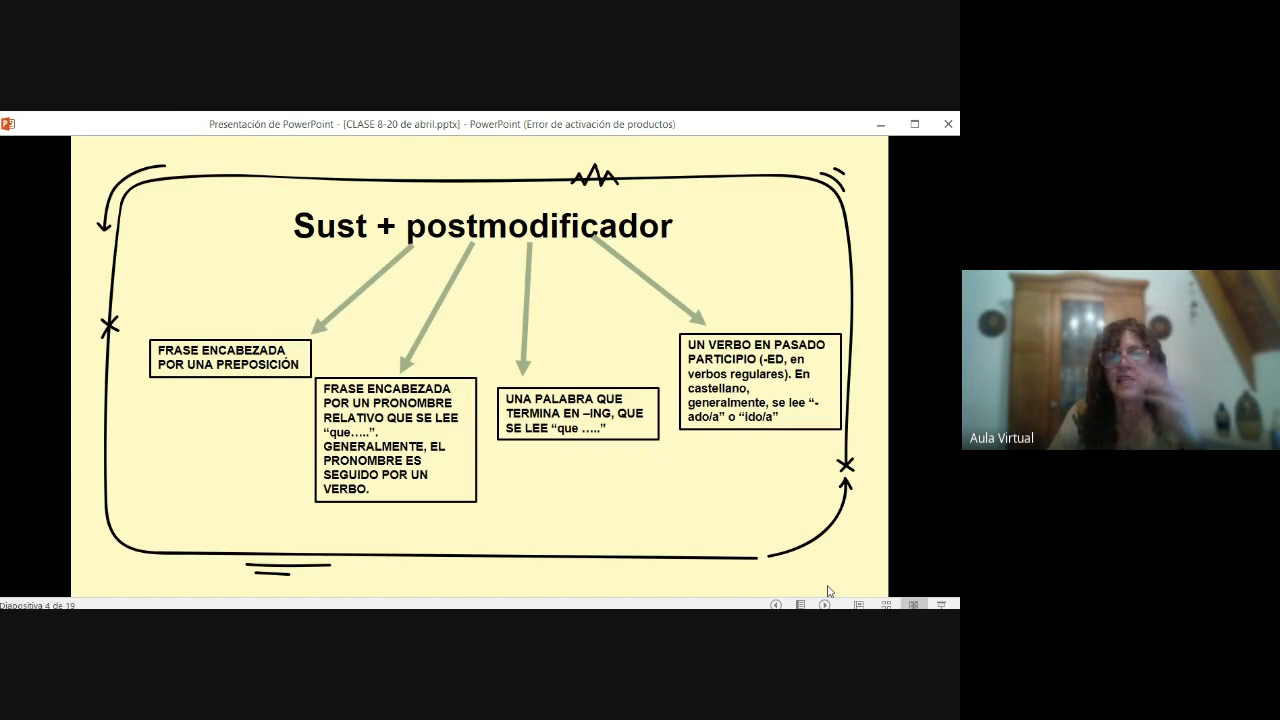 Presentación de PowerPoint - [CLASE 8-20 de abril.pptx] - PowerPoint (Error de activación de productos)
Sust + postmodificador
FRASE ENCABEZADA
POR UNA PREPOSICIÓN
FRASE ENCABEZADA
POR UN PRONOMBRE
RELATIVO QUE SE LEE
“que…..”.
GENERALMENTE, EL
PRONOMBRE ES
SEGUIDO POR UN
VERBO.
UNA PALABRA QUE
TERMINA EN –ING, QUE
SE LEE “que …..”
UN VERBO EN PASADO
PARTICIPIO (-ED, en
verbos regulares). En
castellano,
generalmente, se lee “-
ado/a” o “ido/a”
Aula Virtual
Diapositiva 4 de 19